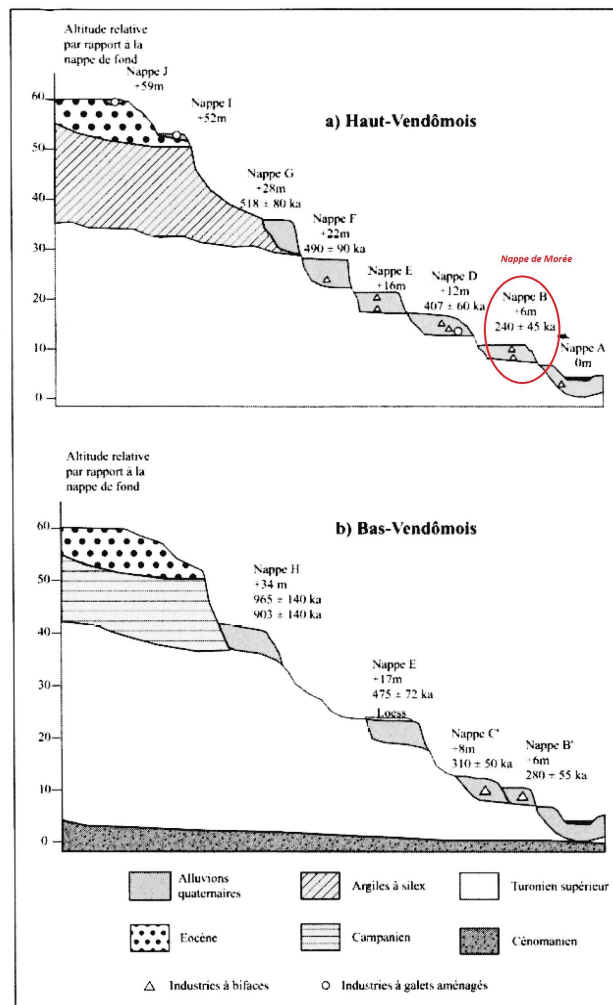 Altitude relative
par rapport à la
nappe de fond
Nappe J
+59m
Nappe I
+52m
a) Haut-Vendômois
Nappe G
+28m
518 ± 80 ka
Nappe F
+22m
490 ± 90 ka
Nappe E
+16m
Nappe D
+12m
407 ± 60 ka
Nappe de Morée
Nappe B
+6m
240 ± 45 ka
Nappe A
0m
60
50
40
30
20
10
0
Altitude relative
par rapport à la
nappe de fond
b) Bas-Vendômois
Nappe H
+34 m
965 ± 140 ka
903 ± 140 ka
Nappe E
+17m
475 ± 72 ka
Loess
Nappe C'
+8m
310 ± 50 ka
Nappe B'
+6m
280 ± 55 ka
60
50
40
30
20
10
0
Alluvions
quaternaires
Argiles à silex
Turonien supérieur
Eocène
Campanien
Cénomanien
Industries à bifaces
Industries à galets aménagés